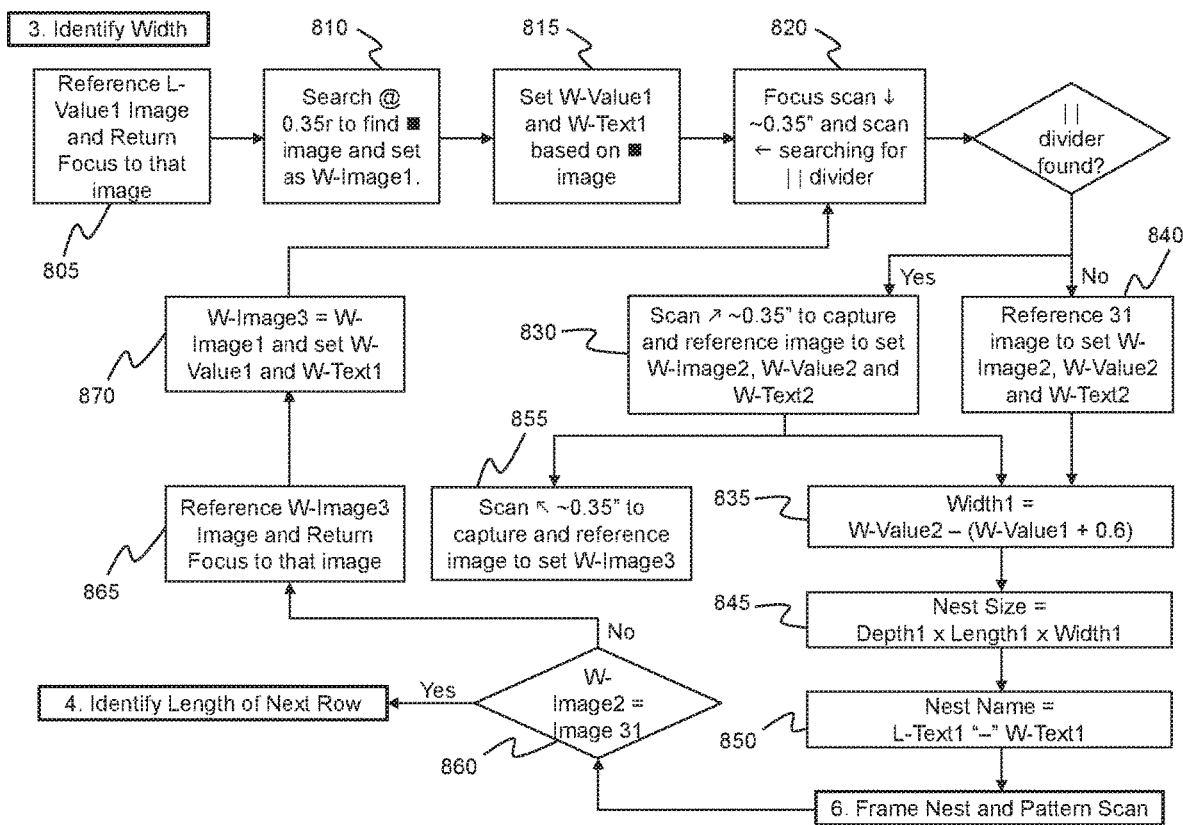 3. Identify Width
810
815
820
Reference L-
Value1 Image
and Return
Focus to that
image
Search @
0.35r to find ■
image and set
as W-Image1.
Set W-Value1
and W-Text1
based on ■
image
Focus scan ↓
~0.35" and scan
← searching for
| | divider
| |
divider
found?
805
Yes
No
840
830
Scan ↗ ~0.35" to capture
and reference image to set
W-Image2, W-Value2 and
W-Text2
Reference 31
image to set W-
Image2, W-Value2
and W-Text2
W-Image3 = W-
Image1 and set W-
Value1 and W-Text1
870
855
Scan ↖ ~0.35" to
capture and reference
image to set W-Image3
835
Width1 =
W-Value2 – (W-Value1 + 0.6)
Reference W-Image3
Image and Return
Focus to that image
865
845
Nest Size =
Depth1 x Length1 x Width1
No
Yes
4. Identify Length of Next Row
W-
Image2 =
Image 31
860
850
Nest Name =
L-Text1 “–” W-Text1
6. Frame Nest and Pattern Scan